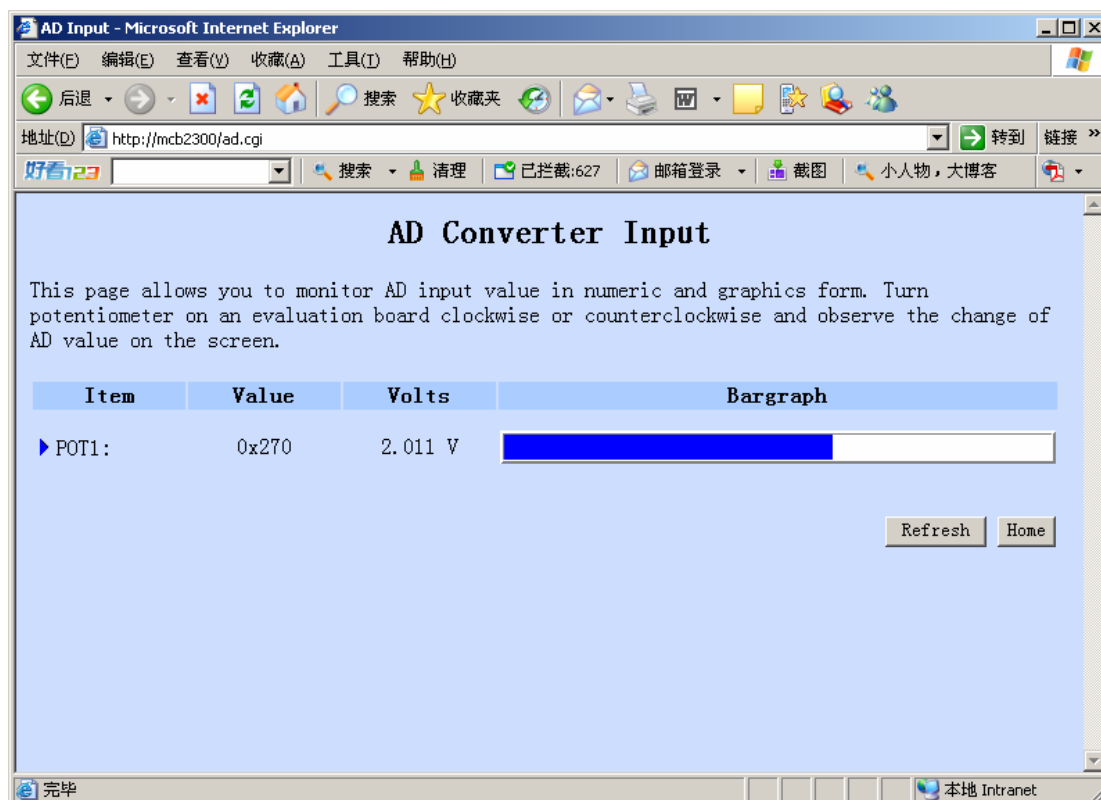 AD Input - Microsoft Internet Explorer
文件(F) 编辑(E) 查看(V) 收藏(A) 工具(T) 帮助(H)
后退 搜索 收藏夹
地址(D) http://mcb2300/ad.cgi 转到 链接 »
好看123 搜索 清理 已拦截:627 邮箱登录 截图 小人物，大博客
AD Converter Input
This page allows you to monitor AD input value in numeric and graphics form. Turn
potentiometer on an evaluation board clockwise or counterclockwise and observe the change of
AD value on the screen.
Item Value Volts Bargraph
POT1: 0x270 2.011 V
Refresh Home
完毕 本地 Intranet